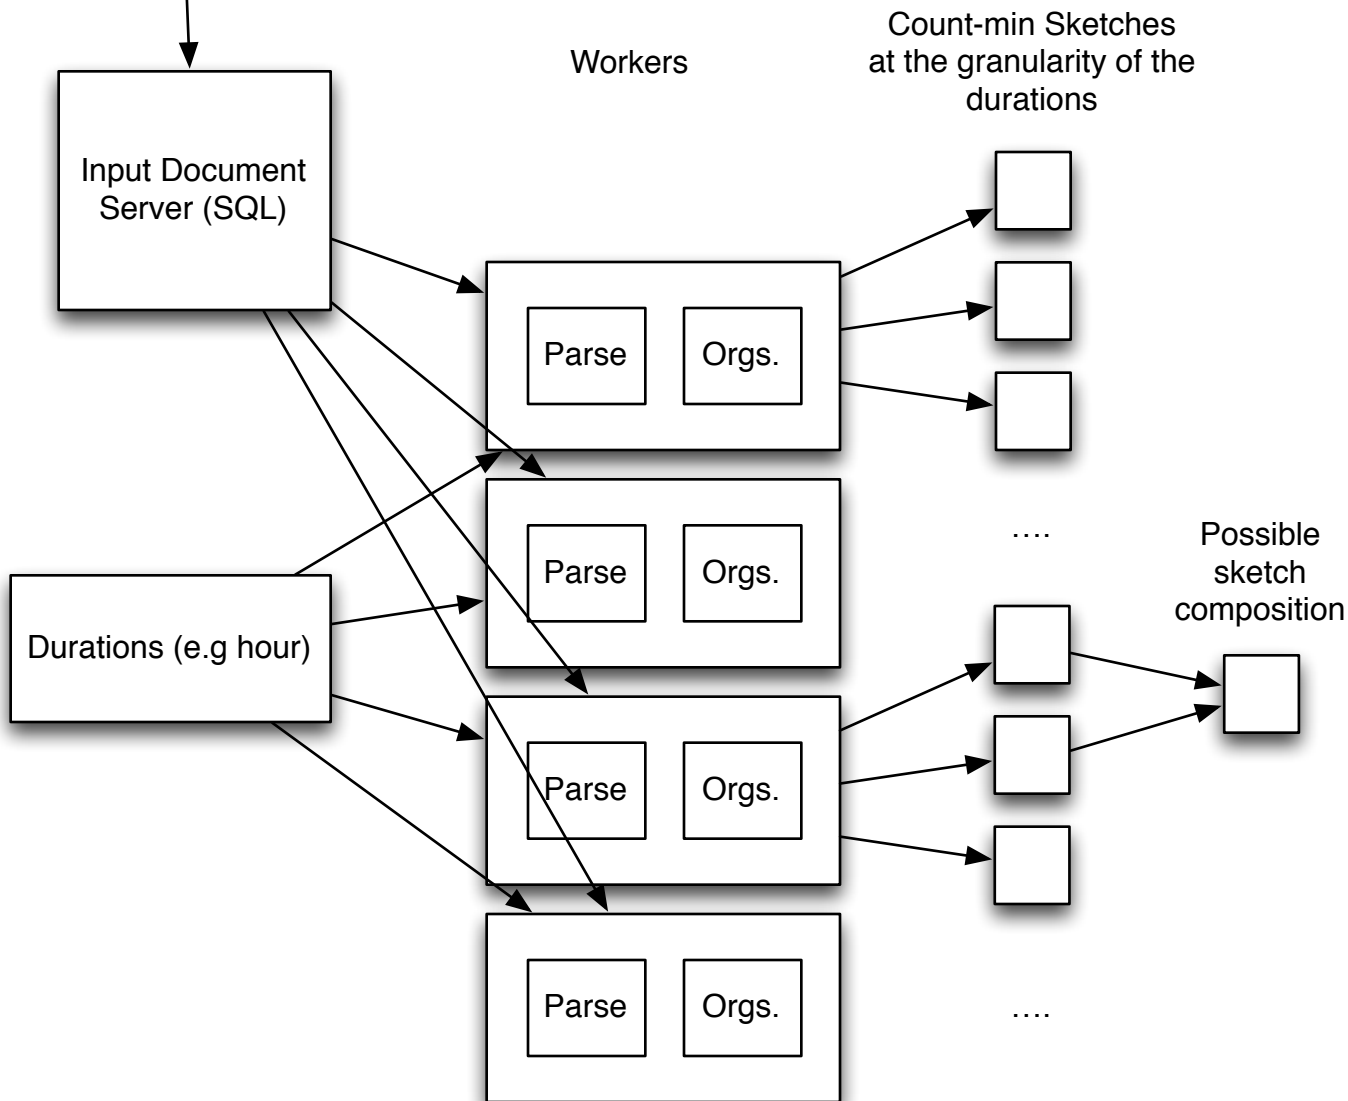 Count-min Sketches
at the granularity of the
durations
Workers
Input Document
Server (SQL)
Parse
Orgs.
Parse
Orgs.
....
Possible
sketch
composition
Durations (e.g hour)
Parse
Orgs.
Parse
Orgs.
....